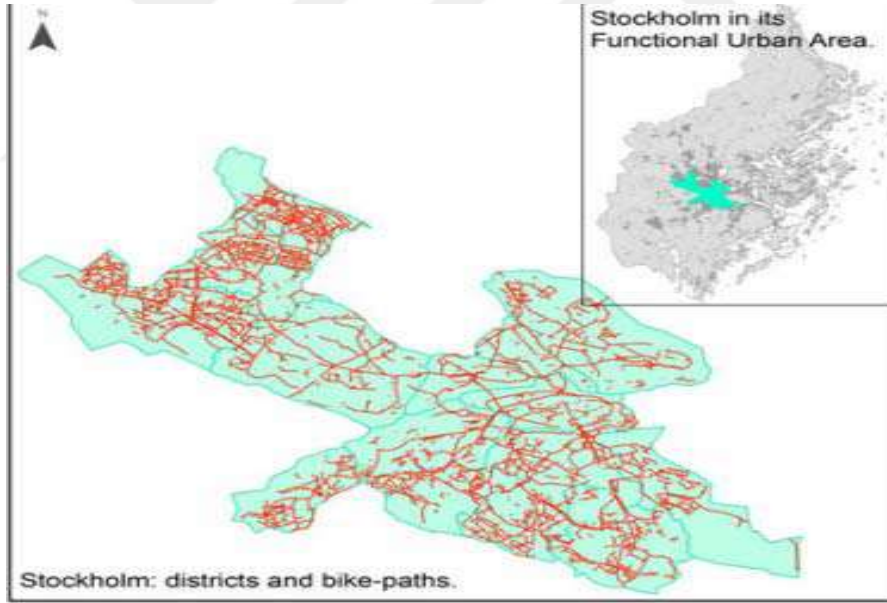 N
Stockholm in its
Functional Urban Area.
Stockholm: districts and bike-paths.